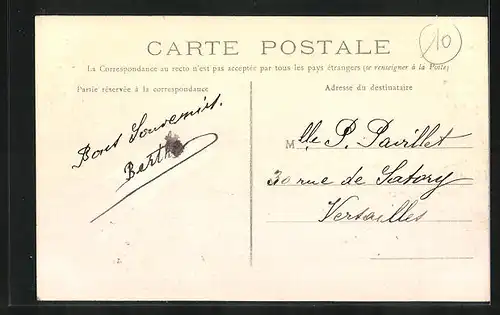 CARTE POSTALE
10
La Correspondance au recto n'est pas acceptée par tous les pays étrangers (se renseigner à la Poste)
Partie réservée à la correspondance
Adresse du destinataire
Bons Souvenirs.
Berthe
Mlle P. Pavillet
30 rue de Satory
Versailles
2